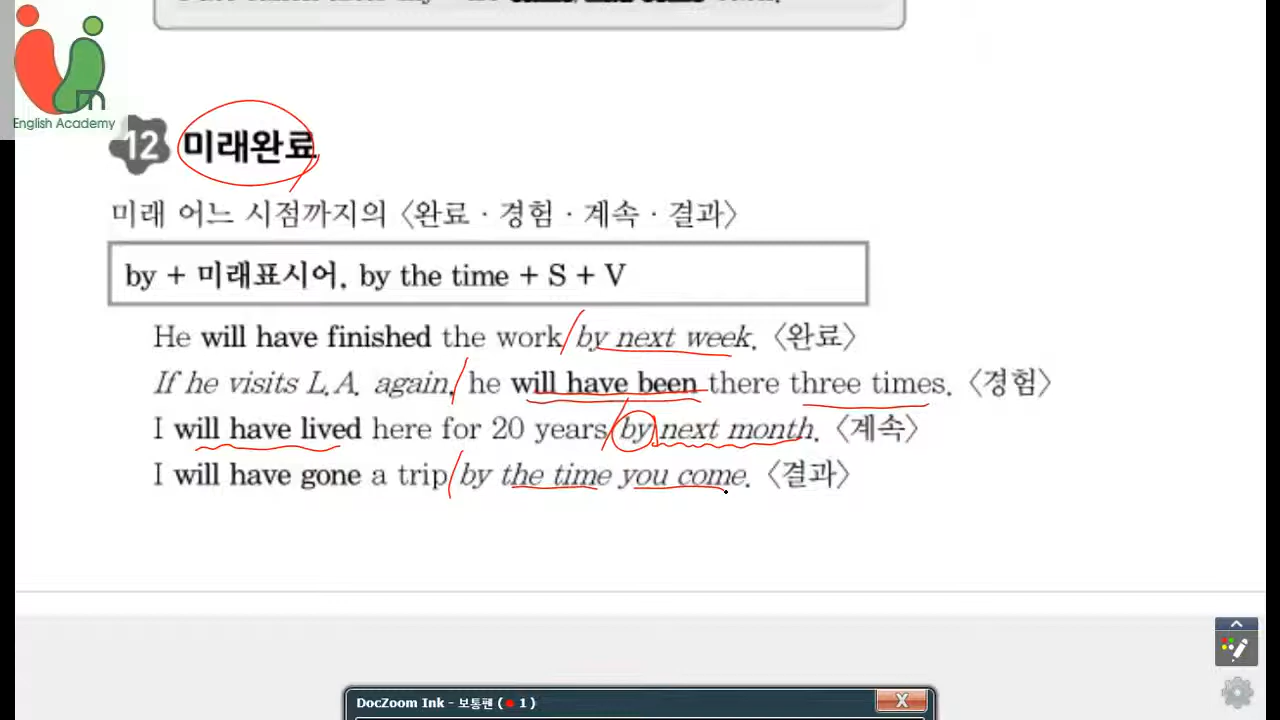 English Academy
12 미래완료
미래 어느 시점까지의 〈완료 · 경험 · 계속 · 결과〉
by + 미래표시어, by the time + S + V
He will have finished the work by next week. 〈완료〉
If he visits L.A. again, he will have been there three times. 〈경험〉
I will have lived here for 20 years by next month. 〈계속〉
I will have gone a trip by the time you come. 〈결과〉
DocZoom Ink - 보통펜 ( 1 )